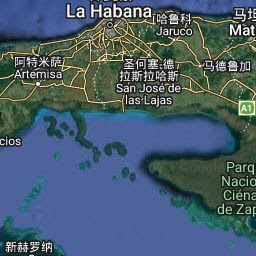 La Habana
哈鲁科
Jaruco
马坦
Mat
阿特米萨
Artemisa
圣何塞·德
拉斯拉哈斯
San José de
las Lajas
马德鲁加
A1
Google
cios
Parq
Nacio
Ciéna
de Zap
新赫罗纳